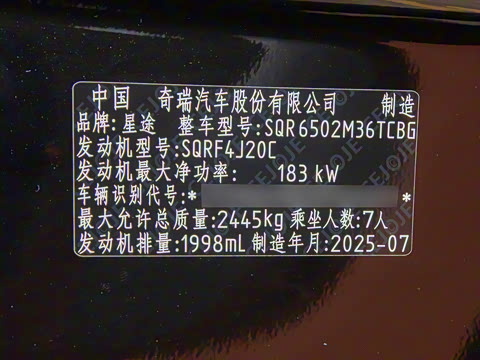 中国 奇瑞汽车股份有限公司 制造
品牌:星途 整车型号:SQR6502M36TCBG
发动机型号:SQRF4J20C
发动机最大净功率: 183 kW
车辆识别代号:* *
最大允许总质量:2445kg 乘坐人数:7人
发动机排量:1998mL 制造年月:2025-07